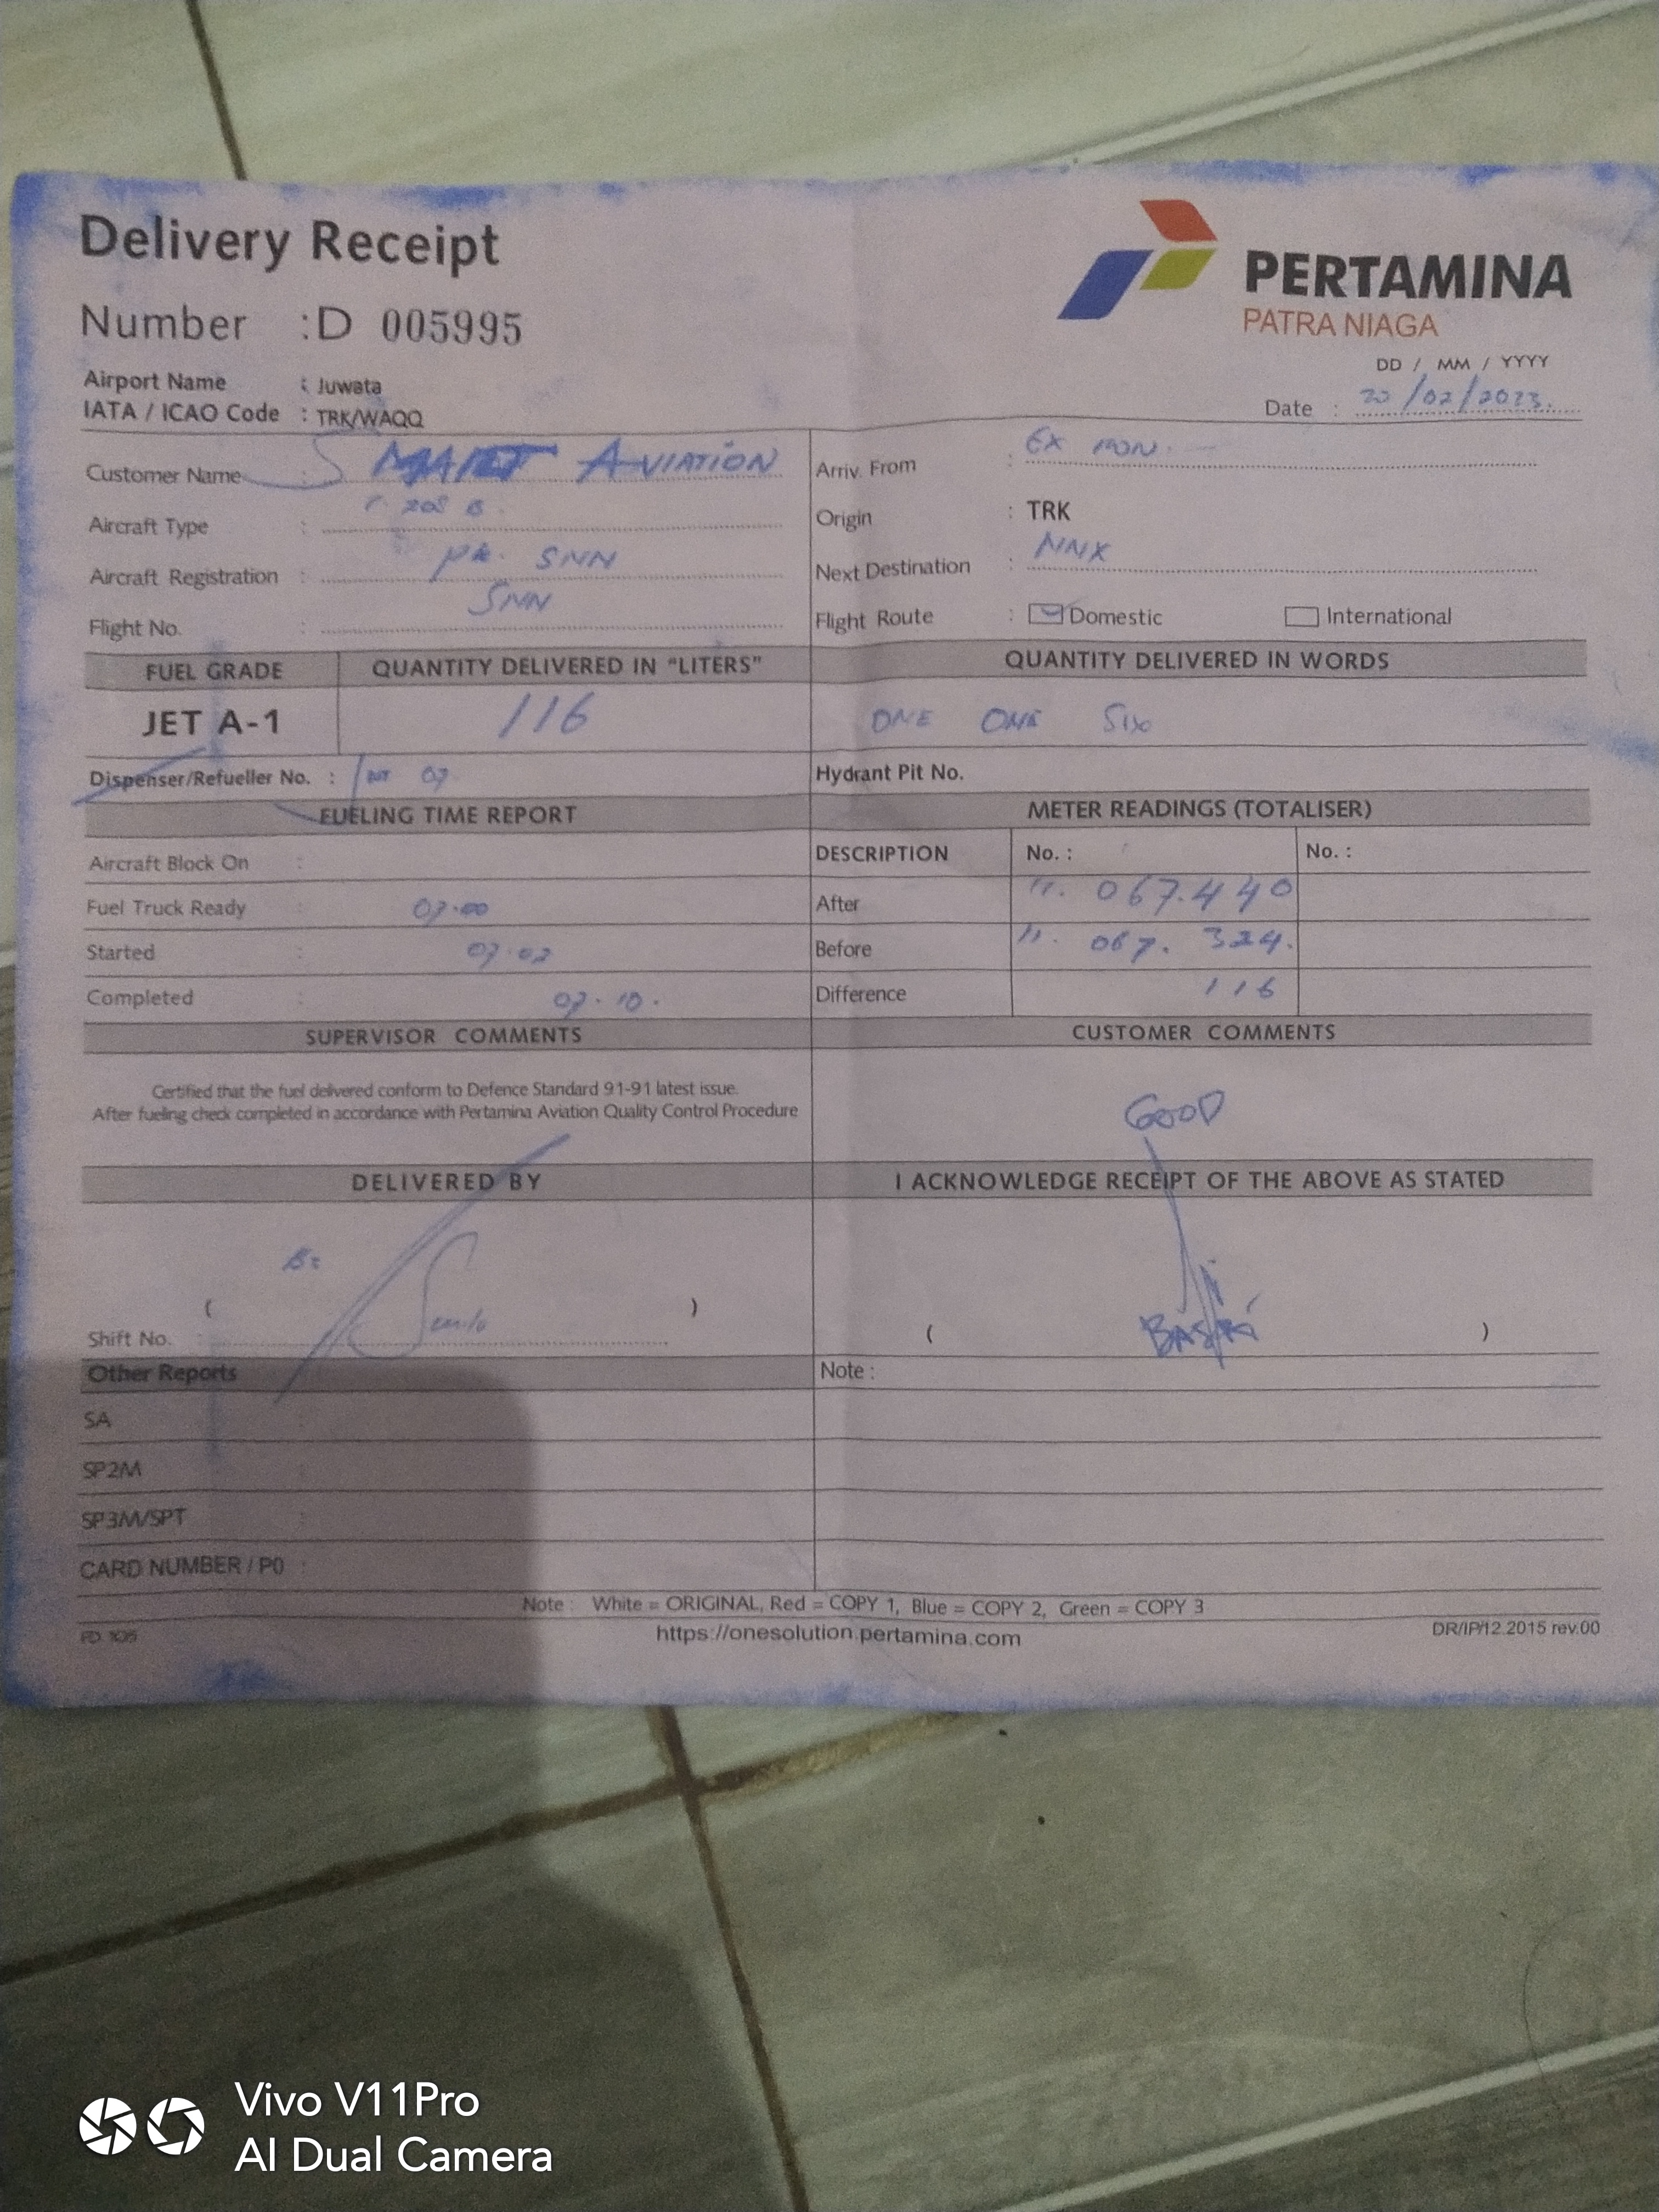 Delivery Receipt
Number : D 005995
PERTAMINA
PATRA NIAGA
Airport Name : Juwata
IATA / ICAO Code : TRK/WAQQ
DD / MM / YYYY
Date : /02/2023
Customer Name : SMART AVIATION
Aircraft Type : C 208 B
Aircraft Registration : PK. SNN
Flight No. : SNN
Arriv. From : EX
Origin : TRK
Next Destination : NNX
Flight Route : Domestic International
FUEL GRADE QUANTITY DELIVERED IN "LITERS" QUANTITY DELIVERED IN WORDS
JET A-1 116 ONE ONE SIX
Dispenser/Refueller No. : 07 Hydrant Pit No.
FUELING TIME REPORT METER READINGS (TOTALISER)
Aircraft Block On : DESCRIPTION No. : No. :
Fuel Truck Ready : 07.00 After 11. 067.440
Started : 07.02 Before 11. 067. 324.
Completed : 07.10. Difference 116
SUPERVISOR COMMENTS CUSTOMER COMMENTS
Certified that the fuel delivered conform to Defence Standard 91-91 latest issue.
After fueling check completed in accordance with Pertamina Aviation Quality Control Procedure
GOOD
DELIVERED BY I ACKNOWLEDGE RECEIPT OF THE ABOVE AS STATED
( )
Shift No. :
( )
Other Reports Note :
SA :
SP2M
SP3M/SPT :
CARD NUMBER / P0 :
Note : White = ORIGINAL, Red = COPY 1, Blue = COPY 2, Green = COPY 3
https://onesolution.pertamina.com
DR/IP/12.2015 rev.00
Vivo V11Pro
AI Dual Camera